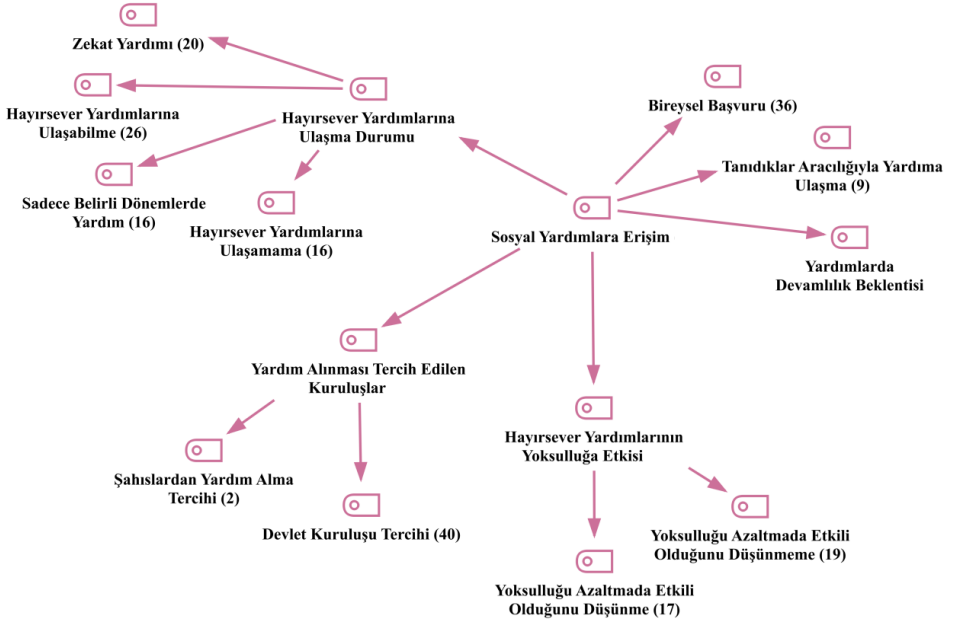 Zekat Yardımı (20)
Hayırsever Yardımlarına
Ulaşabilme (26)
Hayırsever Yardımlarına
Ulaşma Durumu
Sadece Belirli Dönemlerde
Yardım (16)
Hayırsever Yardımlarına
Ulaşamama (16)
Bireysel Başvuru (36)
Tanıdıklar Aracılığıyla Yardıma
Ulaşma (9)
Sosyal Yardımlara Erişim
Yardımlarda
Devamlılık Beklentisi
Yardım Alınması Tercih Edilen
Kuruluşlar
Şahıslardan Yardım Alma
Tercihi (2)
Devlet Kuruluşu Tercihi (40)
Hayırsever Yardımlarının
Yoksulluğa Etkisi
Yoksulluğu Azaltmada Etkili
Olduğunu Düşünmeme (19)
Yoksulluğu Azaltmada Etkili
Olduğunu Düşünme (17)